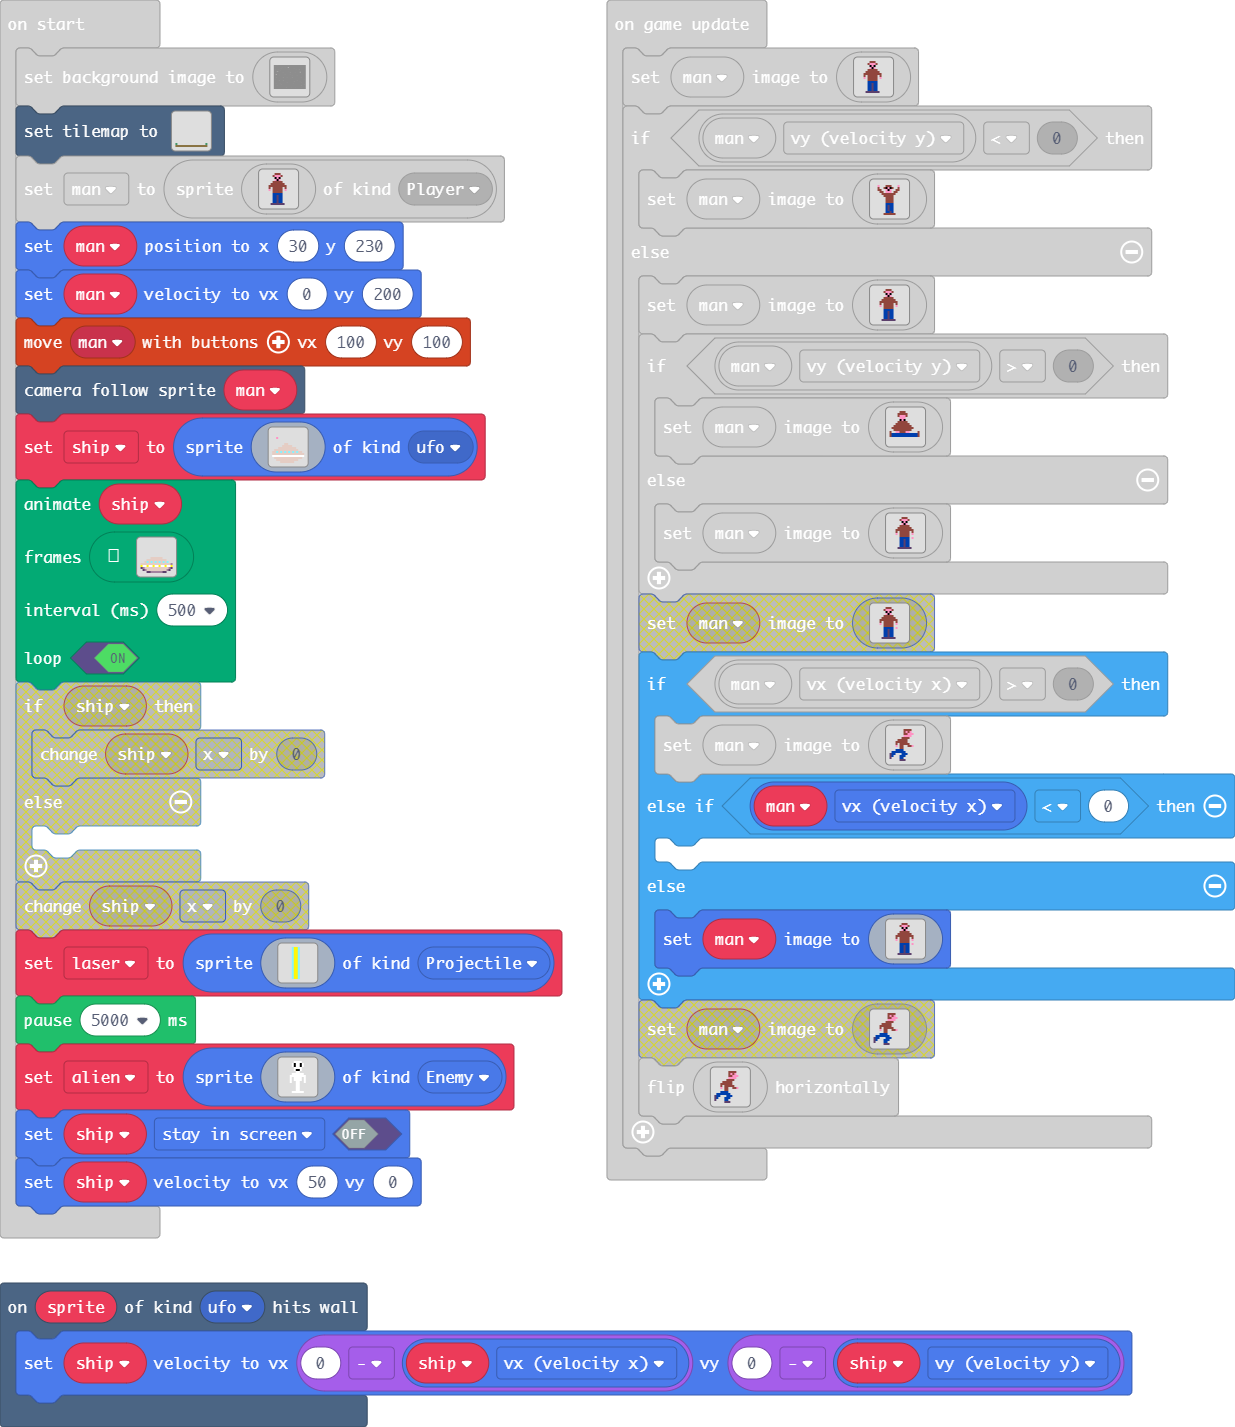 on start
set background image to
set tilemap to
set man to sprite of kind Player
set man position to x 30 y 230
set man velocity to vx 0 vy 200
move man with buttons vx 100 vy 100
camera follow sprite man
set ship to sprite of kind ufo
animate ship
frames
interval (ms) 500
loop ON
if ship then
change ship x by 0
else
change ship x by 0
set laser to sprite of kind Projectile
pause 5000 ms
set alien to sprite of kind Enemy
set ship stay in screen OFF
set ship velocity to vx 50 vy 0
on game update
set man image to
if man vy (velocity y) < 0 then
set man image to
else
set man image to
if man vy (velocity y) > 0 then
set man image to
else
set man image to
set man image to
if man vx (velocity x) > 0 then
set man image to
else if man vx (velocity x) < 0 then
else
set man image to
set man image to
flip horizontally
on sprite of kind ufo hits wall
set ship velocity to vx 0 - ship vx (velocity x) vy 0 - ship vy (velocity y)